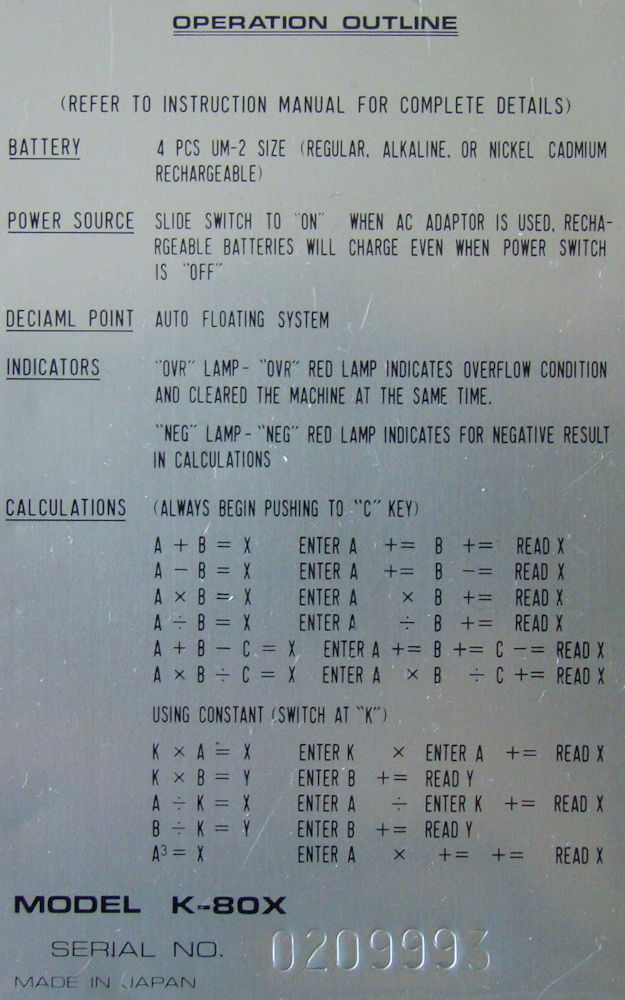 OPERATION OUTLINE
(REFER TO INSTRUCTION MANUAL FOR COMPLETE DETAILS)
BATTERY 4 PCS UM-2 SIZE (REGULAR, ALKALINE, OR NICKEL CADMIUM
RECHARGEABLE)
POWER SOURCE SLIDE SWITCH TO "ON" WHEN AC ADAPTOR IS USED, RECHA-
RGEABLE BATTERIES WILL CHARGE EVEN WHEN POWER SWITCH
IS "OFF"
DECIAML POINT AUTO FLOATING SYSTEM
INDICATORS "OVR" LAMP - "OVR" RED LAMP INDICATES OVERFLOW CONDITION
AND CLEARED THE MACHINE AT THE SAME TIME.
"NEG" LAMP - "NEG" RED LAMP INDICATES FOR NEGATIVE RESULT
IN CALCULATIONS
CALCULATIONS (ALWAYS BEGIN PUSHING TO "C" KEY)
A + B = X ENTER A += B += READ X
A − B = X ENTER A += B −= READ X
A × B = X ENTER A × B += READ X
A ÷ B = X ENTER A ÷ B += READ X
A + B − C = X ENTER A += B += C −= READ X
A × B ÷ C = X ENTER A × B ÷ C += READ X
USING CONSTANT (SWITCH AT "K")
K × A = X ENTER K × ENTER A += READ X
K × B = Y ENTER B += READ Y
A ÷ K = X ENTER A ÷ ENTER K += READ X
B ÷ K = Y ENTER B += READ Y
A³ = X ENTER A × += += READ X
MODEL K-80X
SERIAL NO. 0209993
MADE IN JAPAN